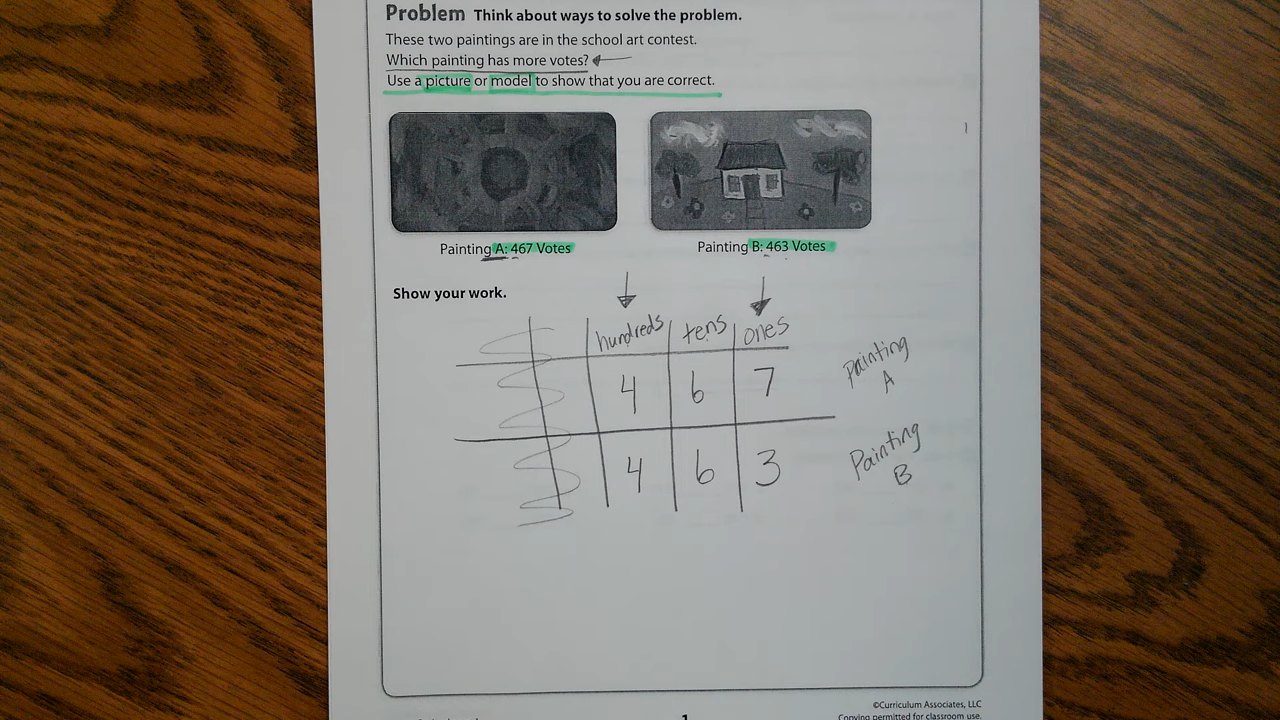 Problem Think about ways to solve the problem.
These two paintings are in the school art contest.
Which painting has more votes?
Use a picture or model to show that you are correct.
Painting A: 467 Votes
Painting B: 463 Votes
Show your work.
hundreds tens ones
4 6 7 Painting A
4 6 3 Painting B
©Curriculum Associates, LLC
1 Copying permitted for classroom use.